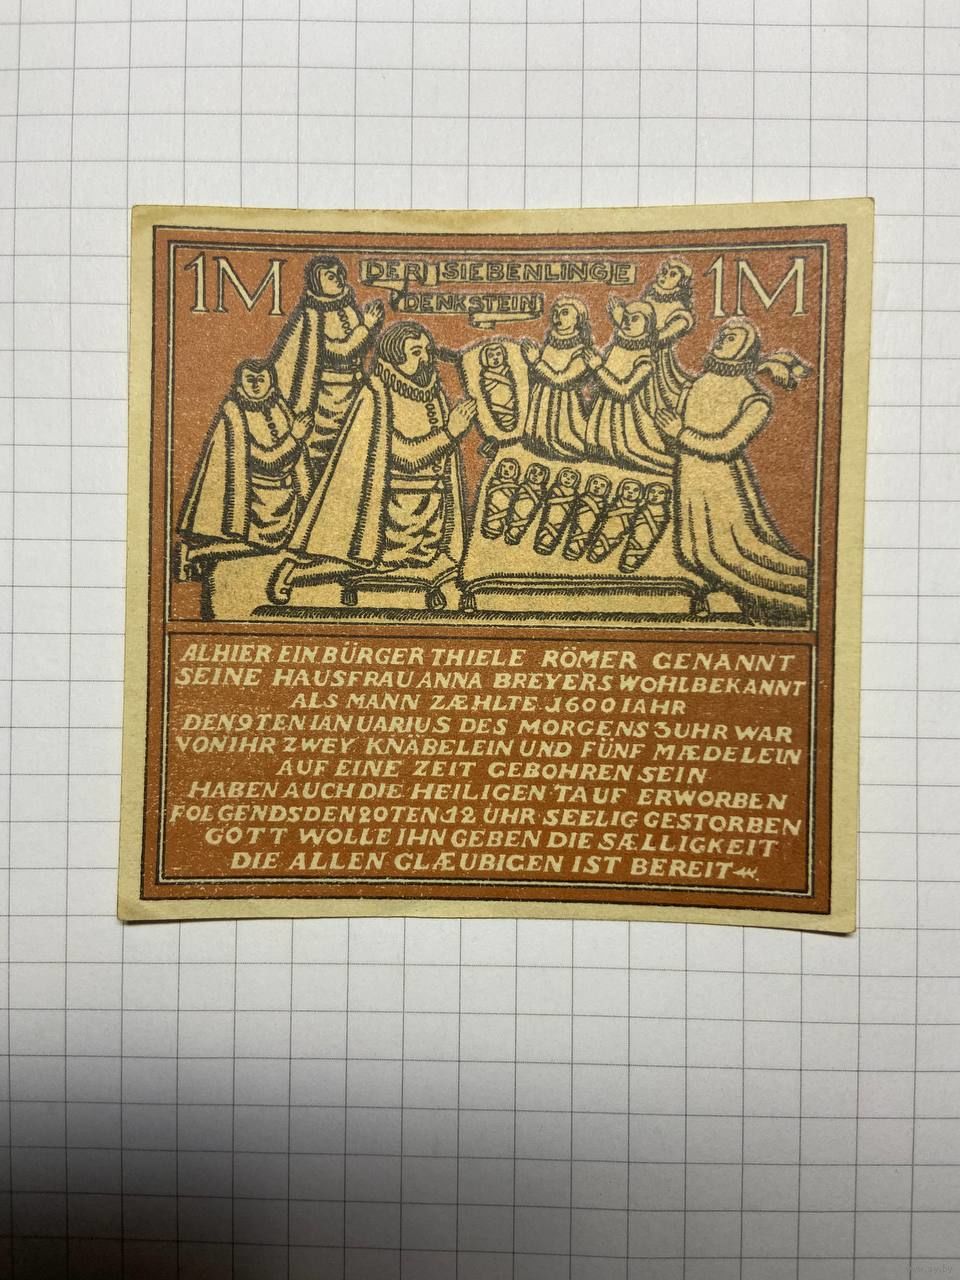 1M DER SIEBENLINGE 1M
DENKSTEIN
ALHIER EIN BÜRGER THIELE RÖMER GENANNT
SEINE HAUSFRAU ANNA BREYERS WOHLBEKANNT
ALS MANN ZÆHLTE 1600 IAHR
DEN 9TEN IANUARIUS DES MORGENS 3 UHR WAR
VON IHR ZWEY KNÄBELEIN UND FÜNF MÆDELEIN
AUF EINE ZEIT GEBOHREN SEIN
HABEN AUCH DIE HEILIGEN TAUF ERWORBEN
FOLGENDS DEN 20TEN 12 UHR SEELIG GESTORBEN
GOTT WOLLE IHN GEBEN DIE SÆLLIGKEIT
DIE ALLEN GLÆUBIGEN IST BEREIT